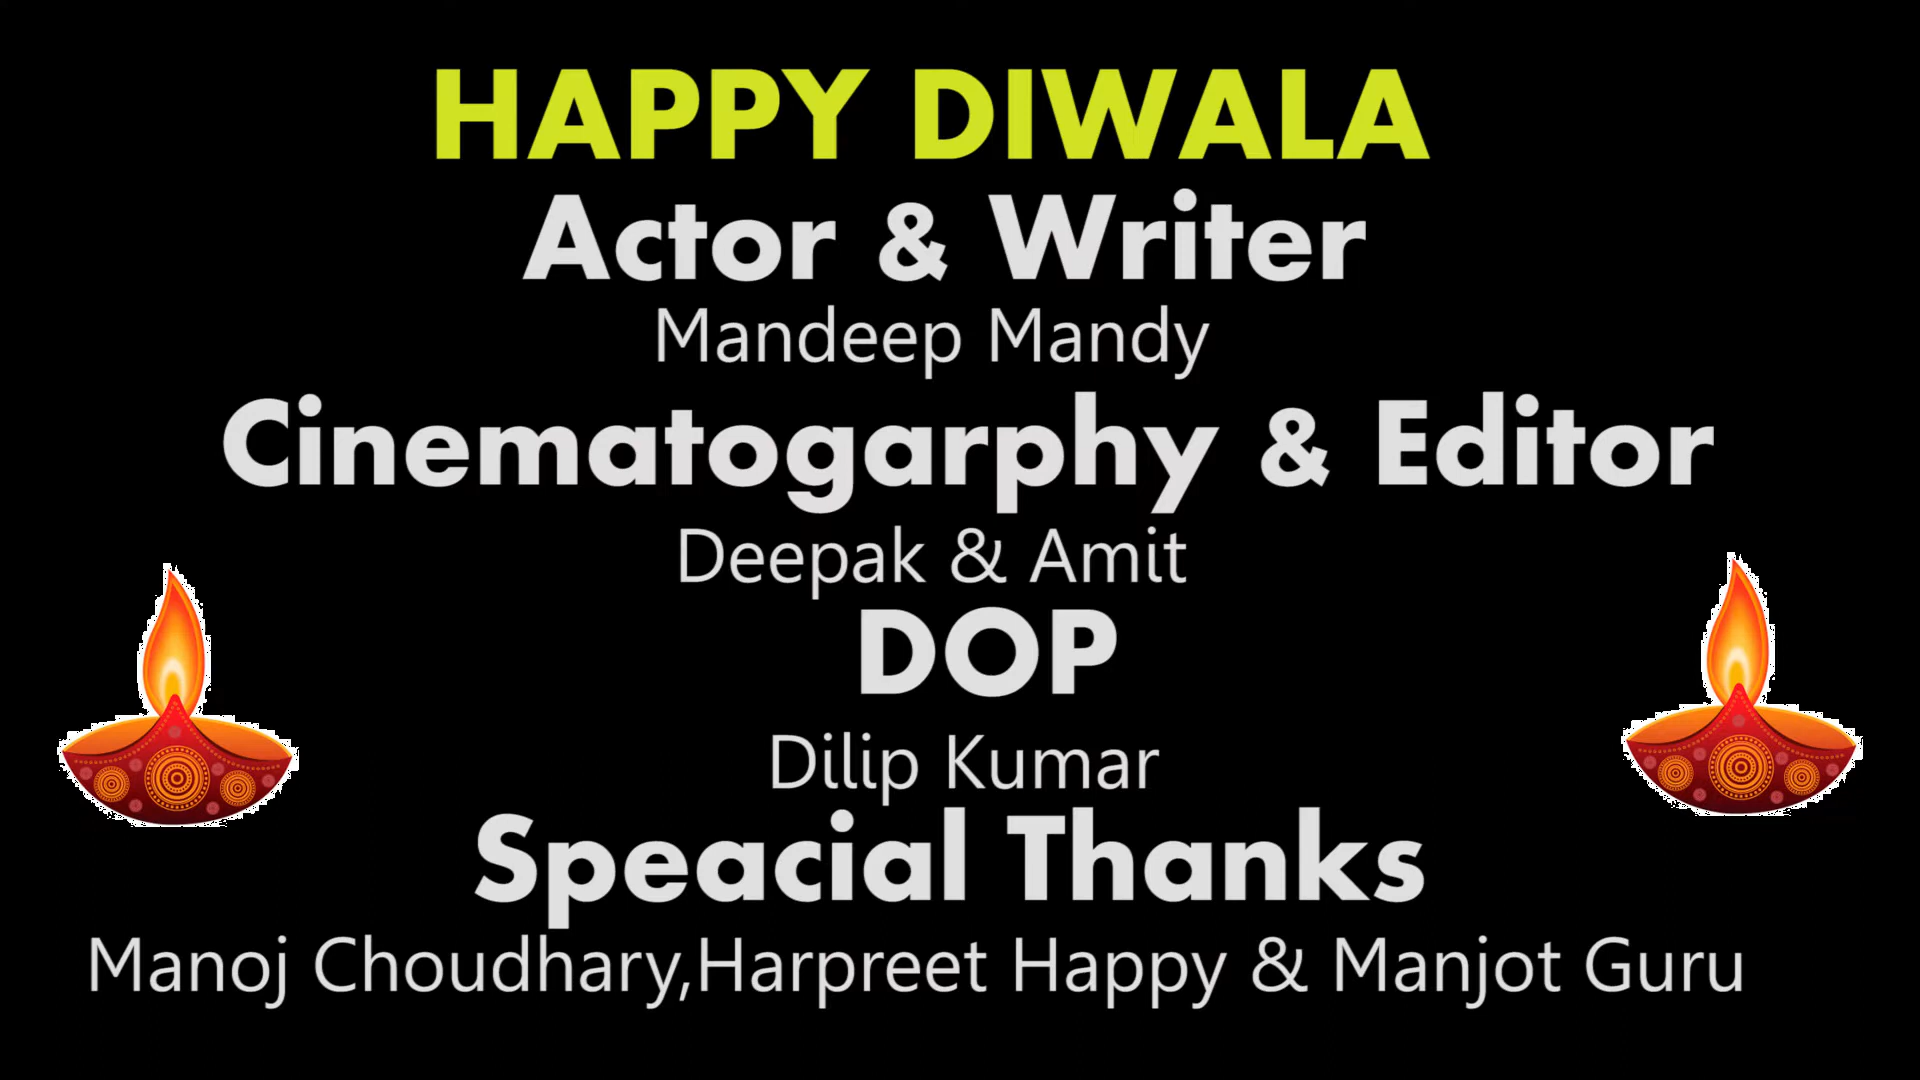 HAPPY DIWALA
Actor & Writer
Mandeep Mandy
Cinematogarphy & Editor
Deepak & Amit
DOP
Dilip Kumar
Speacial Thanks
Manoj Choudhary,Harpreet Happy & Manjot Guru